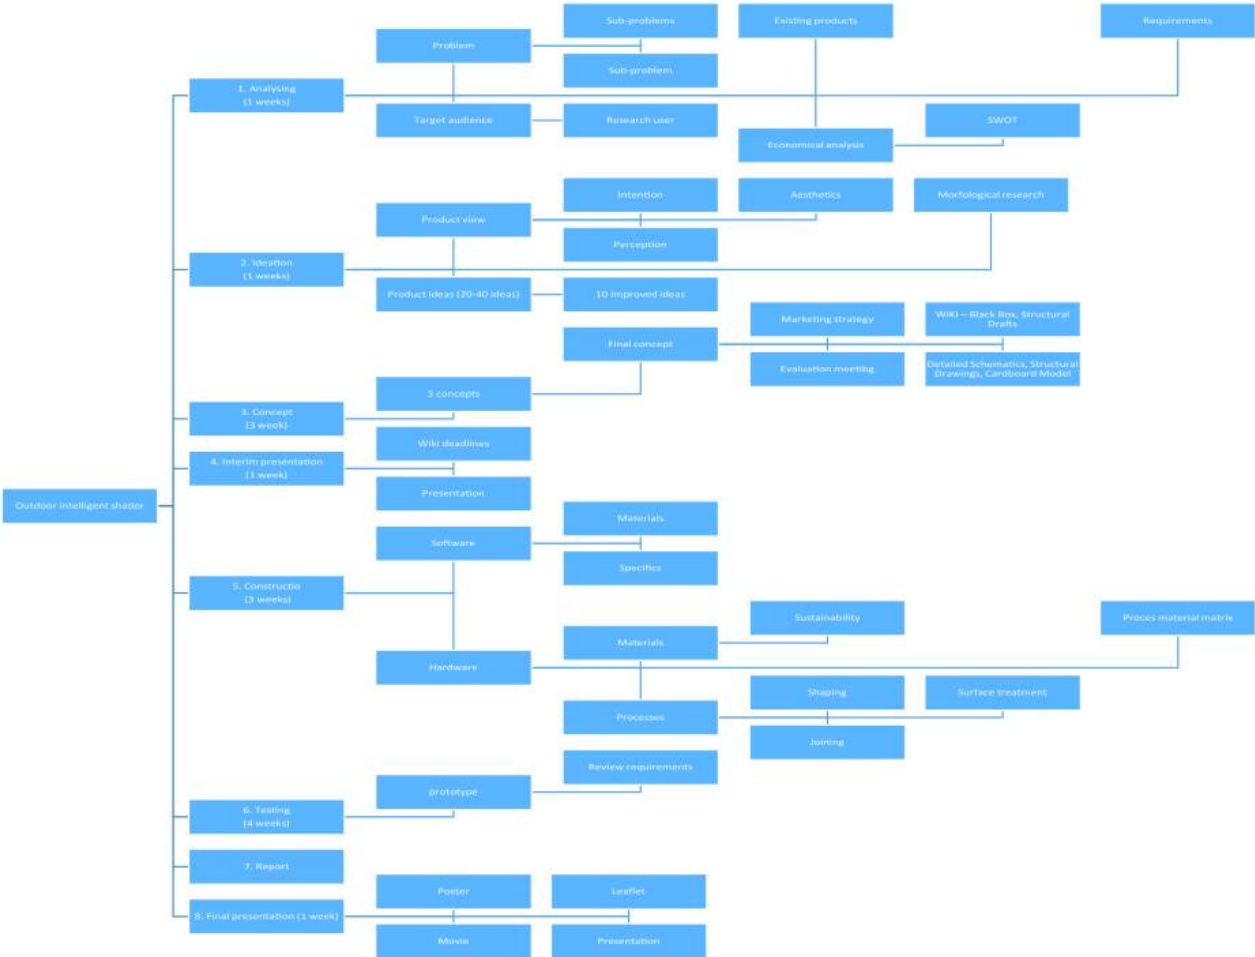 Sub-problems
Existing products
Requirements
Problem
Sub-problem
1. Analysing
(1 weeks)
Target audience
Research user
SWOT
Economical analysis
Intention
Aesthetics
Morfological research
Product view
Perception
2. Ideation
(1 weeks)
Product ideas (20-40 ideas)
10 improved ideas
Marketing strategy
WIKI – Black Box, Structural
Drafts
Final concept
Evaluation meeting
Detailed Schematics, Structural
Drawings, Cardboard Model
3 concepts
3. Concept
(3 week)
Wiki deadlines
4. Interim presentation
(1 week)
Presentation
Outdoor intelligent shader
Materials
Software
Specifics
5. Constructio
(3 weeks)
Sustainability
Proces material matrix
Materials
Hardware
Shaping
Surface treatment
Processes
Joining
Review requirements
prototype
6. Testing
(4 weeks)
7. Report
Poster
Leaflet
8. Final presentation (1 week)
Movie
Presentation